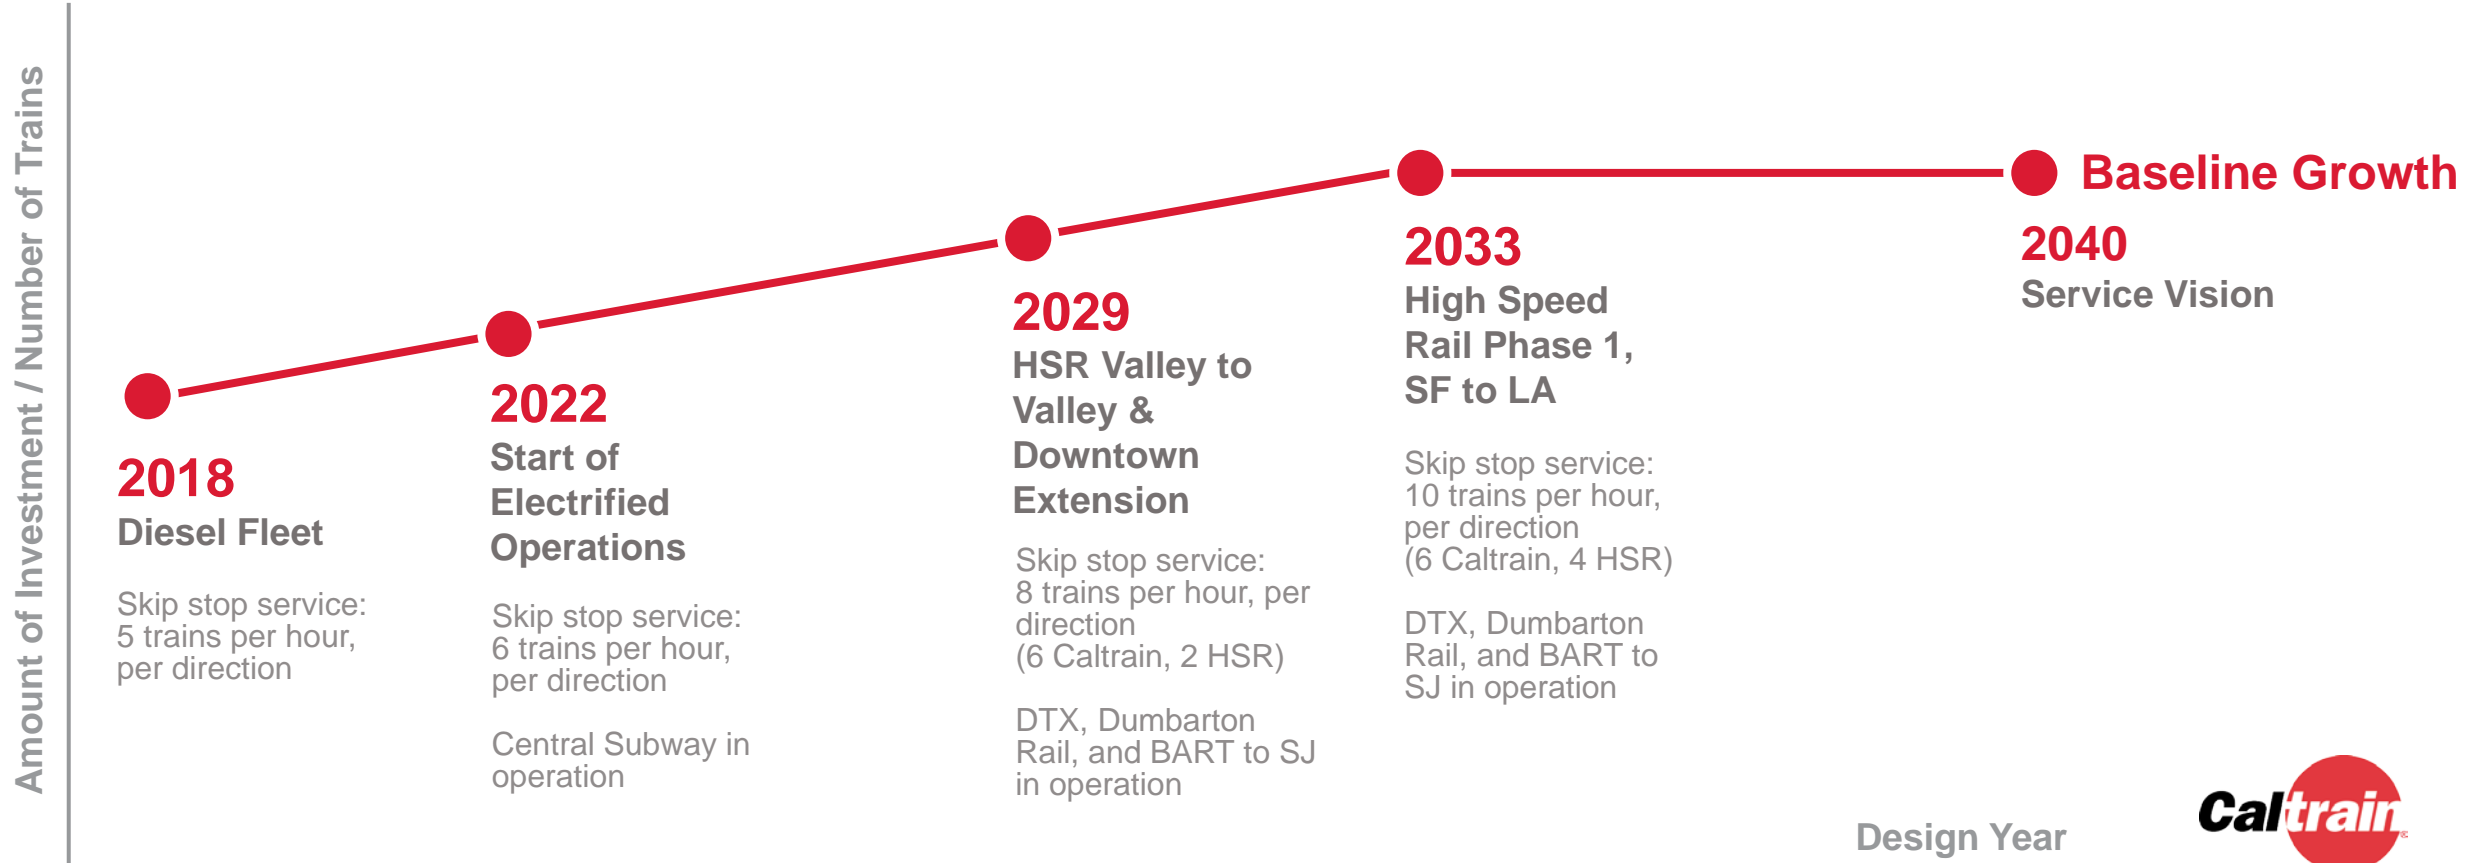 Amount of Investment / Number of Trains
Baseline Growth
2018
Diesel Fleet
Skip stop service:
5 trains per hour,
per direction
2022
Start of
Electrified
Operations
Skip stop service:
6 trains per hour,
per direction
Central Subway in
operation
2029
HSR Valley to
Valley &
Downtown
Extension
Skip stop service:
8 trains per hour, per
direction
(6 Caltrain, 2 HSR)
DTX, Dumbarton
Rail, and BART to SJ
in operation
2033
High Speed
Rail Phase 1,
SF to LA
Skip stop service:
10 trains per hour,
per direction
(6 Caltrain, 4 HSR)
DTX, Dumbarton
Rail, and BART to
SJ in operation
2040
Service Vision
Design Year
Caltrain®